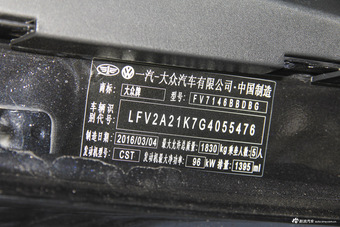 一汽-大众汽车有限公司·中国制造
商标: 大众牌 型号: FV7146BBDBG
车辆识别代号: LFV2A21K7G4055476
制造日期: 2016/03/04 最大允许总质量: 1830 kg 乘坐人数: 5人
发动机型号: CST 发动机最大净功率: 96 kW 排量: 1395 ml